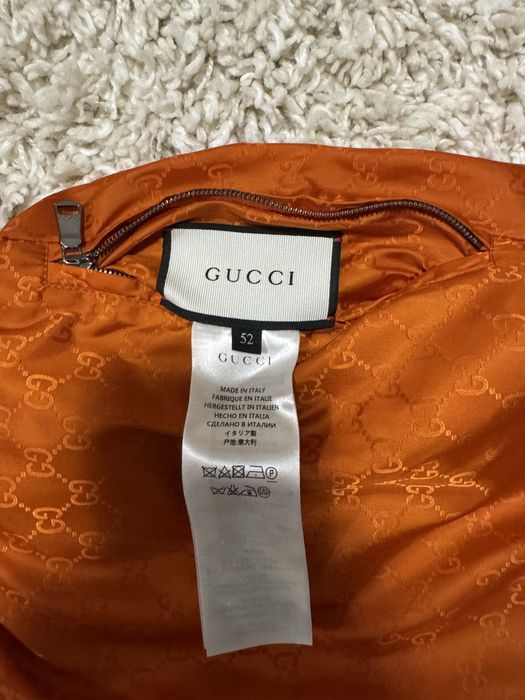 GUCCI
52
GUCCI
MADE IN ITALY
FABRIQUE EN ITALIE
HERGESTELLT IN ITALIEN
HECHO EN ITALIA
СДЕЛАНО В ИТАЛИИ
イタリア製
产地:意大利